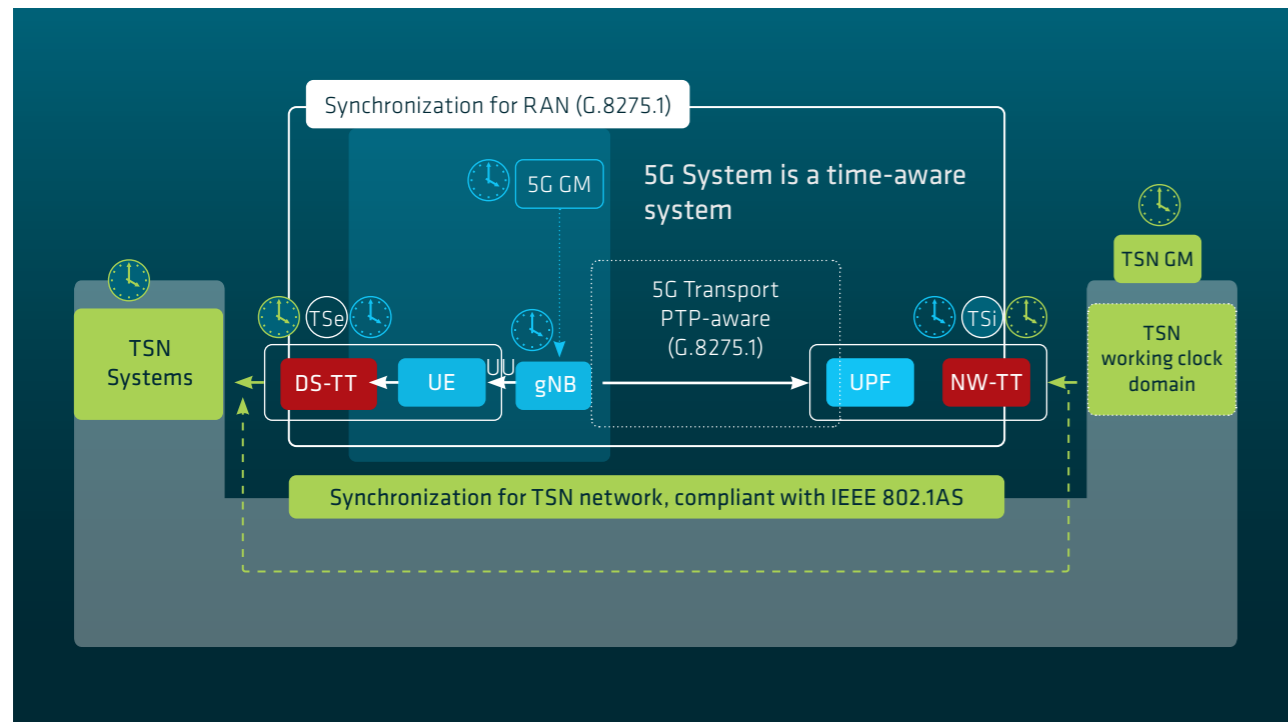 Synchronization for RAN (G.8275.1)
5G GM
5G System is a time-aware
system
TSN GM
TSe
5G Transport
PTP-aware
(G.8275.1)
TSi
TSN
Systems
DS-TT
UE
UU
gNB
UPF
NW-TT
TSN
working clock
domain
Synchronization for TSN network, compliant with IEEE 802.1AS